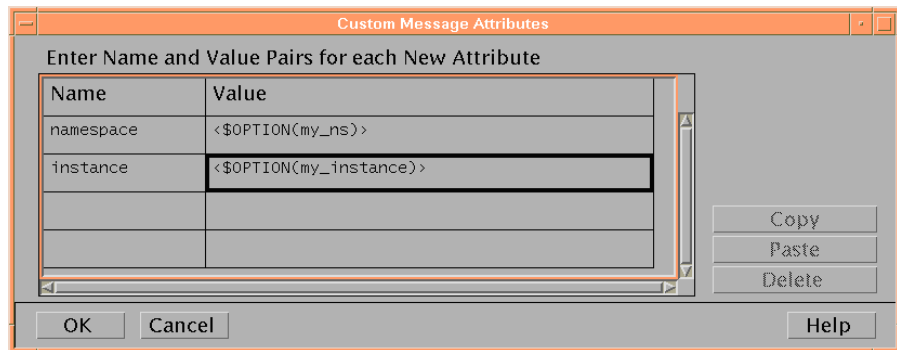 Custom Message Attributes
Enter Name and Value Pairs for each New Attribute
Name Value
namespace <$OPTION(my_ns)>
instance <$OPTION(my_instance)>
Copy
Paste
Delete
OK Cancel Help